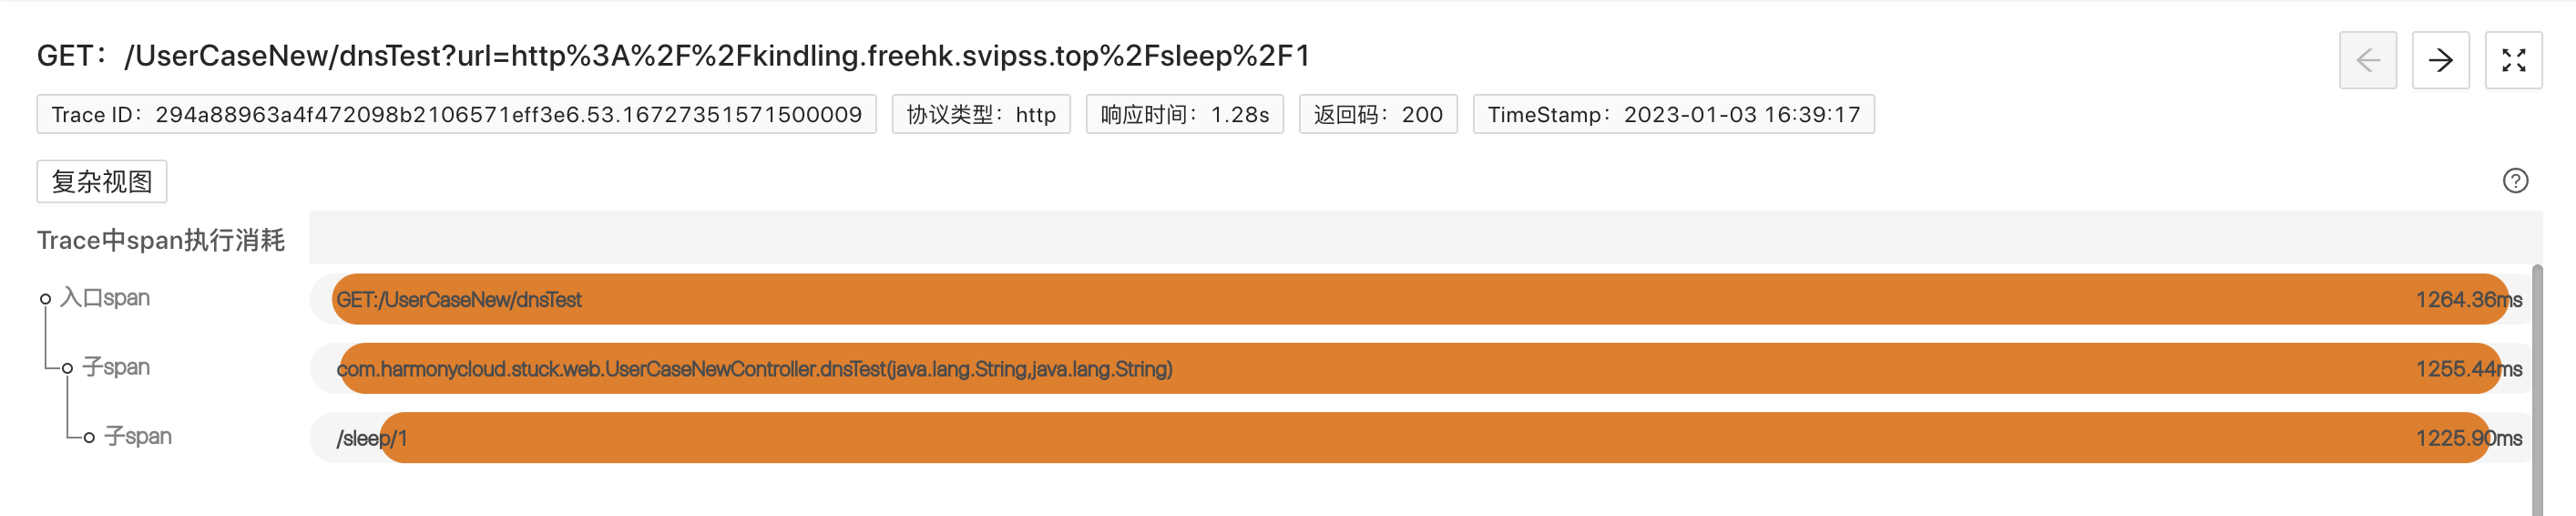 GET：/UserCaseNew/dnsTest?url=http%3A%2F%2Fkindling.freehk.svipss.top%2Fsleep%2F1
Trace ID：294a88963a4f472098b2106571eff3e6.53.16727351571500009 协议类型：http 响应时间：1.28s 返回码：200 TimeStamp：2023-01-03 16:39:17
复杂视图
Trace中span执行消耗
入口span GET:/UserCaseNew/dnsTest 1264.36ms
子span com.harmonycloud.stuck.web.UserCaseNewController.dnsTest(java.lang.String,java.lang.String) 1255.44ms
子span /sleep/1 1225.90ms